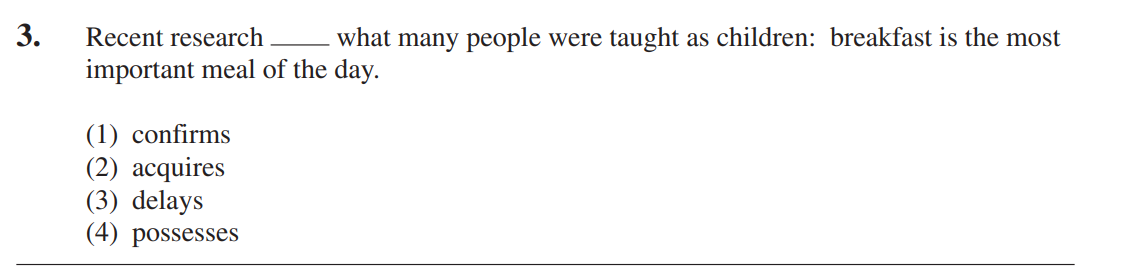 3. Recent research ____ what many people were taught as children: breakfast is the most
important meal of the day.
(1) confirms
(2) acquires
(3) delays
(4) possesses